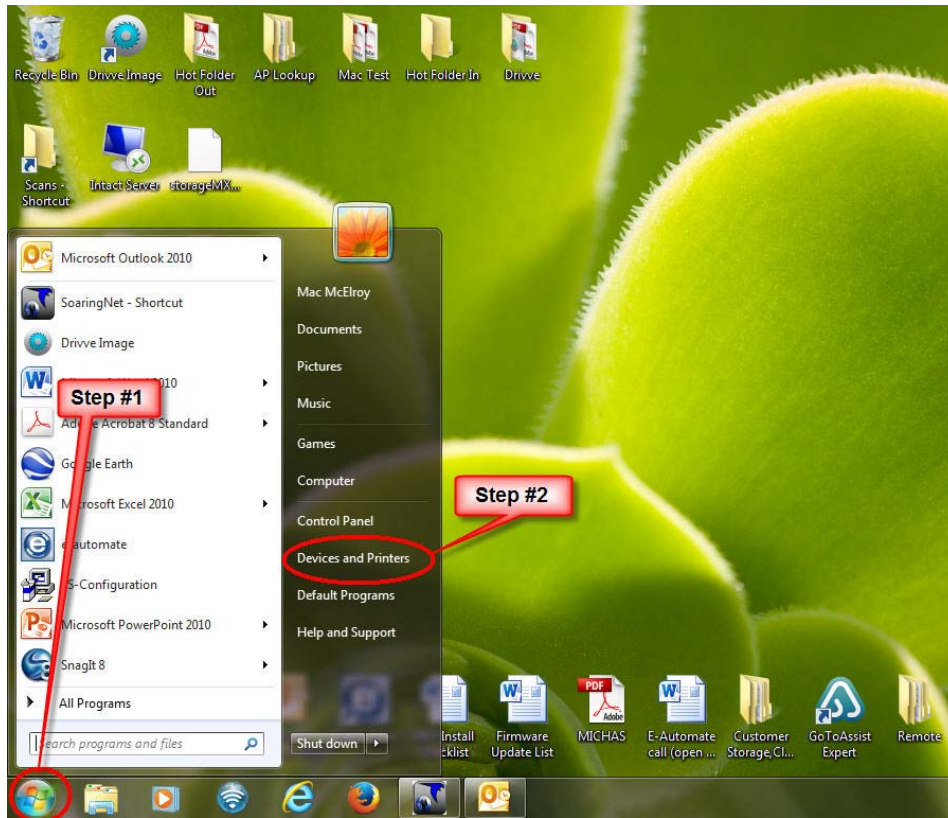 Recycle Bin
Drivve Image
Hot Folder
Out
AP Lookup
Mac Test
Hot Folder In
Drivve
Scans -
Shortcut
Intact Server
storageMX...
Microsoft Outlook 2010
SoaringNet - Shortcut
Drivve Image
2010
Step #1
Acrobat 8 Standard
Google Earth
Microsoft Excel 2010
automate
S-Configuration
Microsoft PowerPoint 2010
SnagIt 8
All Programs
Search programs and files
Mac McElroy
Documents
Pictures
Music
Games
Computer
Control Panel
Devices and Printers
Default Programs
Help and Support
Shut down
Step #2
Install
cklist
Firmware
Update List
MICHAS
E-Automate
call (open ...
Customer
Storage,Cl...
GoToAssist
Expert
Remote